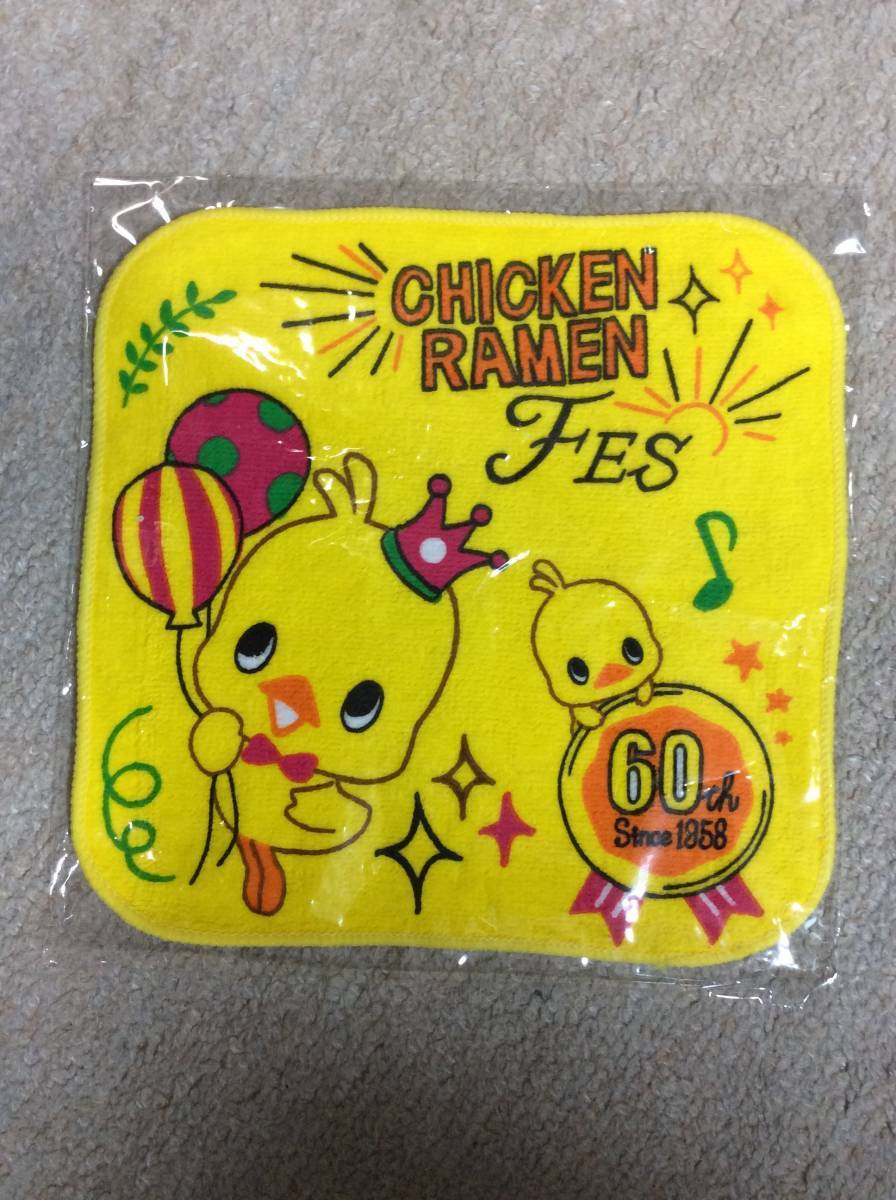 CHICKEN
RAMEN
FES
60th
Since 1958